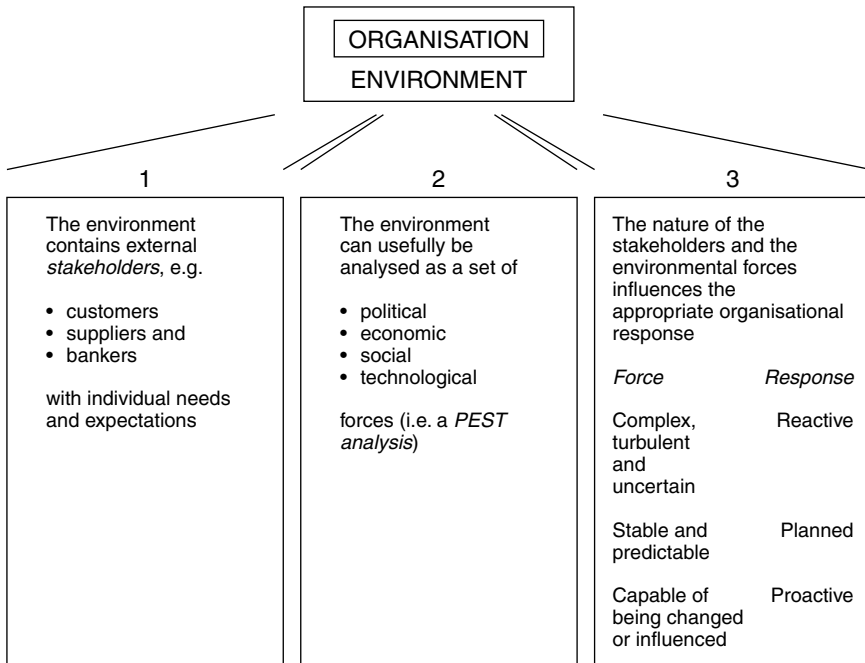 ORGANISATION
ENVIRONMENT
1
The environment
contains external
stakeholders, e.g.
• customers
• suppliers and
• bankers
with individual needs
and expectations
2
The environment
can usefully be
analysed as a set of
• political
• economic
• social
• technological
forces (i.e. a PEST
analysis)
3
The nature of the
stakeholders and the
environmental forces
influences the
appropriate organisational
response
Force Response
Complex, Reactive
turbulent
and
uncertain
Stable and Planned
predictable
Capable of Proactive
being changed
or influenced